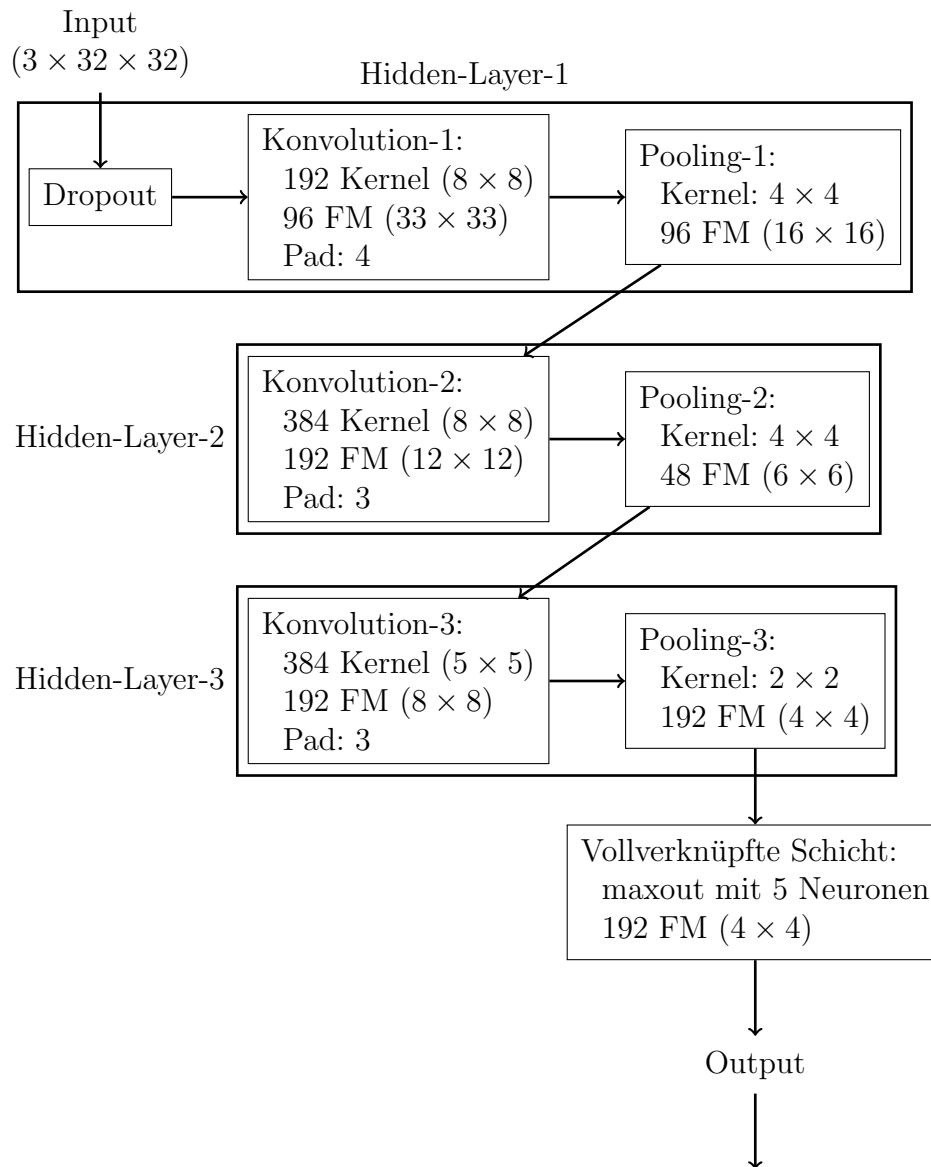 Input
(3 × 32 × 32)
Hidden-Layer-1
Dropout
Konvolution-1:
192 Kernel (8 × 8)
96 FM (33 × 33)
Pad: 4
Pooling-1:
Kernel: 4 × 4
96 FM (16 × 16)
Hidden-Layer-2
Konvolution-2:
384 Kernel (8 × 8)
192 FM (12 × 12)
Pad: 3
Pooling-2:
Kernel: 4 × 4
48 FM (6 × 6)
Hidden-Layer-3
Konvolution-3:
384 Kernel (5 × 5)
192 FM (8 × 8)
Pad: 3
Pooling-3:
Kernel: 2 × 2
192 FM (4 × 4)
Vollverknüpfte Schicht:
maxout mit 5 Neuronen
192 FM (4 × 4)
Output